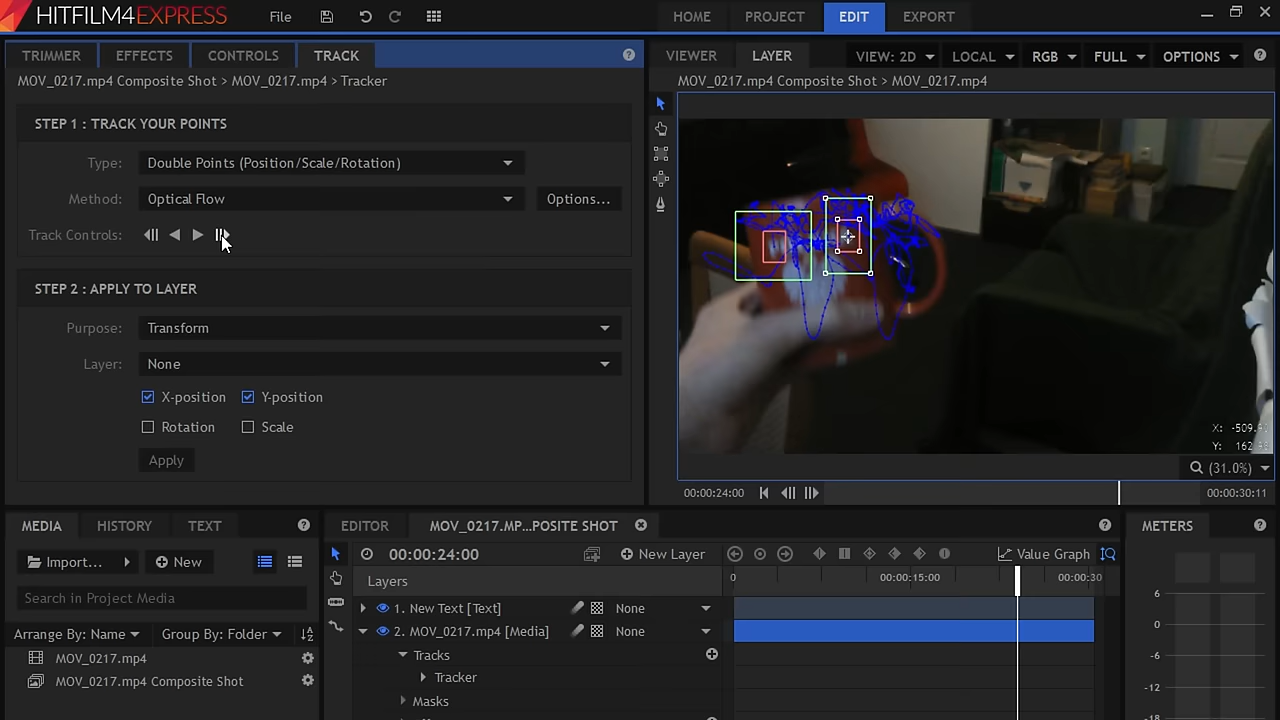 HITFILM4EXPRESS File HOME PROJECT EDIT EXPORT
TRIMMER EFFECTS CONTROLS TRACK
MOV_0217.mp4 Composite Shot > MOV_0217.mp4 > Tracker
STEP 1 : TRACK YOUR POINTS
Type: Double Points (Position/Scale/Rotation)
Method: Optical Flow Options...
Track Controls:
STEP 2 : APPLY TO LAYER
Purpose: Transform
Layer: None
X-position Y-position
Rotation Scale
Apply
VIEWER LAYER VIEW: 2D LOCAL RGB FULL OPTIONS
MOV_0217.mp4 Composite Shot > MOV_0217.mp4
X:
Y:
(31.0%)
00:00:24:00 00:00:30:11
MEDIA HISTORY TEXT
Import... New
Search in Project Media
Arrange By: Name Group By: Folder
MOV_0217.mp4
MOV_0217.mp4 Composite Shot
EDITOR MOV_0217.MP...POSITE SHOT
00:00:24:00 New Layer Value Graph
Layers 0 00:00:15:00 00:00:30
1. New Text [Text] None
2. MOV_0217.mp4 [Media] None
Tracks
Tracker
Masks
METERS
6
0
-6
-12
-18